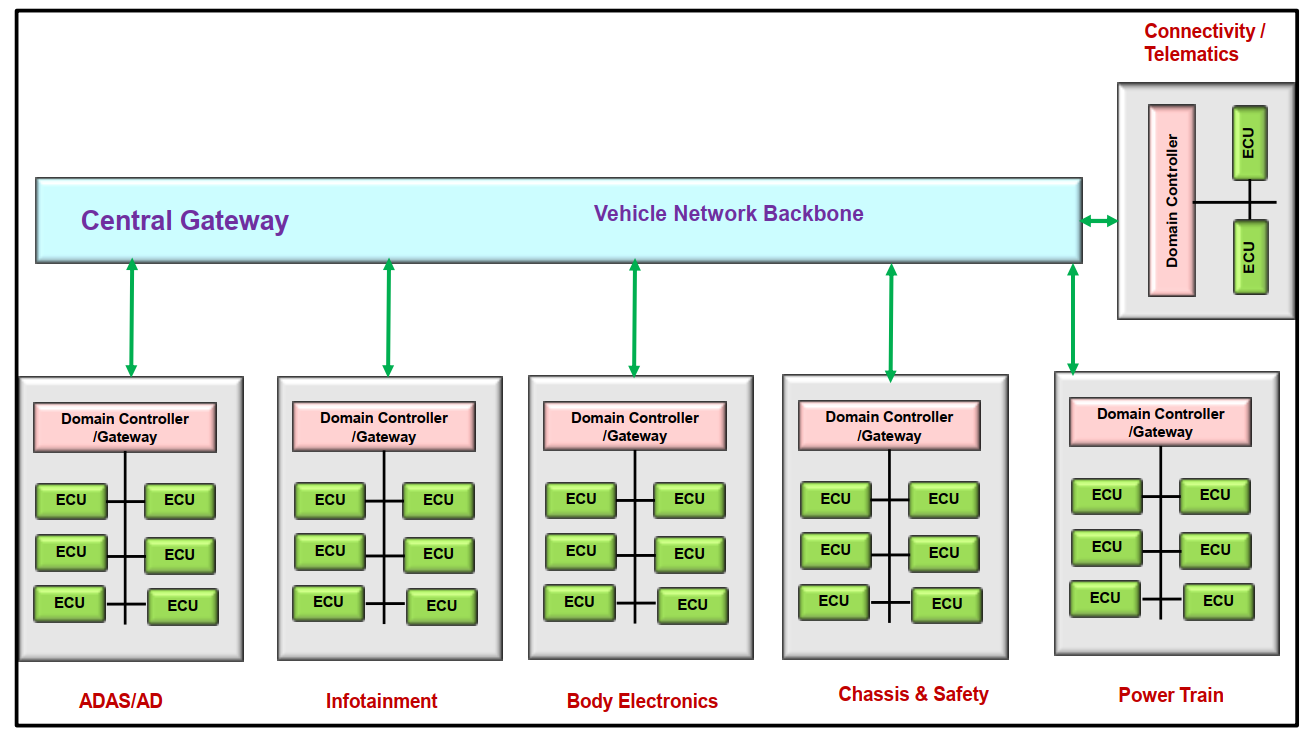 Connectivity /
Telematics
Domain Controller
ECU
ECU
Central Gateway
Vehicle Network Backbone
Domain Controller
/Gateway
ECU
ECU
ECU
ECU
ECU
ECU
ADAS/AD
Domain Controller
/Gateway
ECU
ECU
ECU
ECU
ECU
ECU
Infotainment
Domain Controller
/Gateway
ECU
ECU
ECU
ECU
ECU
ECU
Body Electronics
Domain Controller
/Gateway
ECU
ECU
ECU
ECU
ECU
ECU
Chassis & Safety
Domain Controller
/Gateway
ECU
ECU
ECU
ECU
ECU
ECU
Power Train